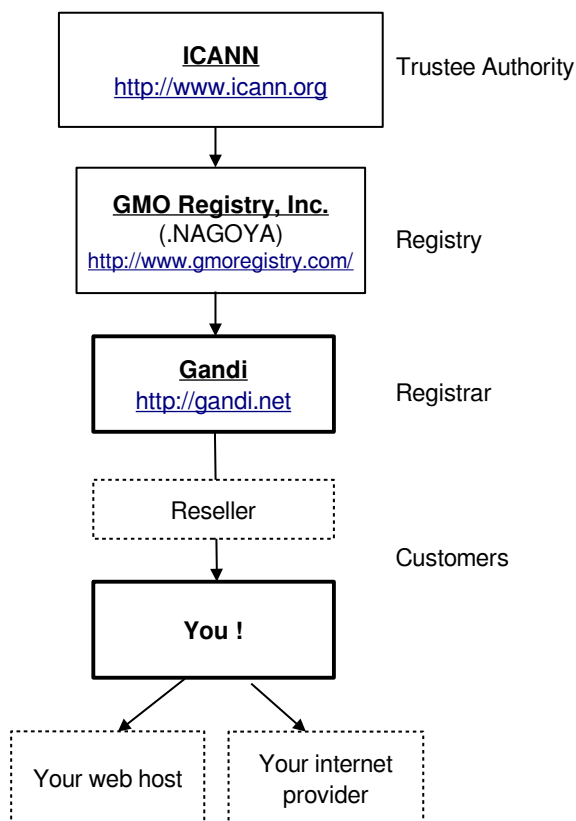 ICANN
http://www.icann.org
Trustee Authority
GMO Registry, Inc.
(.NAGOYA)
http://www.gmoregistry.com/
Registry
Gandi
http://gandi.net
Registrar
Reseller
Customers
You !
Your web host
Your internet
provider